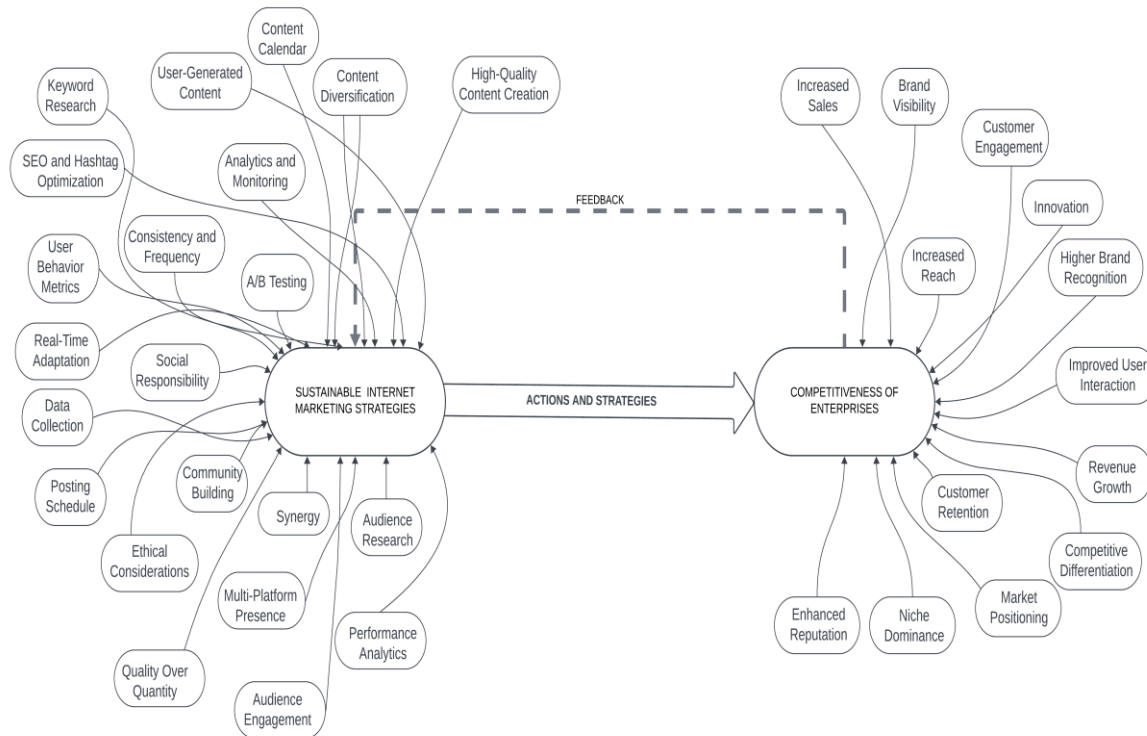 Content
Calendar
User-Generated
Content
Content
Diversification
High-Quality
Content Creation
Keyword
Research
SEO and Hashtag
Optimization
Analytics and
Monitoring
Consistency and
Frequency
User
Behavior
Metrics
A/B Testing
Real-Time
Adaptation
Social
Responsibility
Data
Collection
Posting
Schedule
Community
Building
Ethical
Considerations
Synergy
Audience
Research
Multi-Platform
Presence
Performance
Analytics
Quality Over
Quantity
Audience
Engagement
SUSTAINABLE INTERNET
MARKETING STRATEGIES
FEEDBACK
ACTIONS AND STRATEGIES
COMPETITIVENESS OF
ENTERPRISES
Increased
Sales
Brand
Visibility
Customer
Engagement
Innovation
Increased
Reach
Higher Brand
Recognition
Improved User
Interaction
Revenue
Growth
Customer
Retention
Competitive
Differentiation
Market
Positioning
Niche
Dominance
Enhanced
Reputation